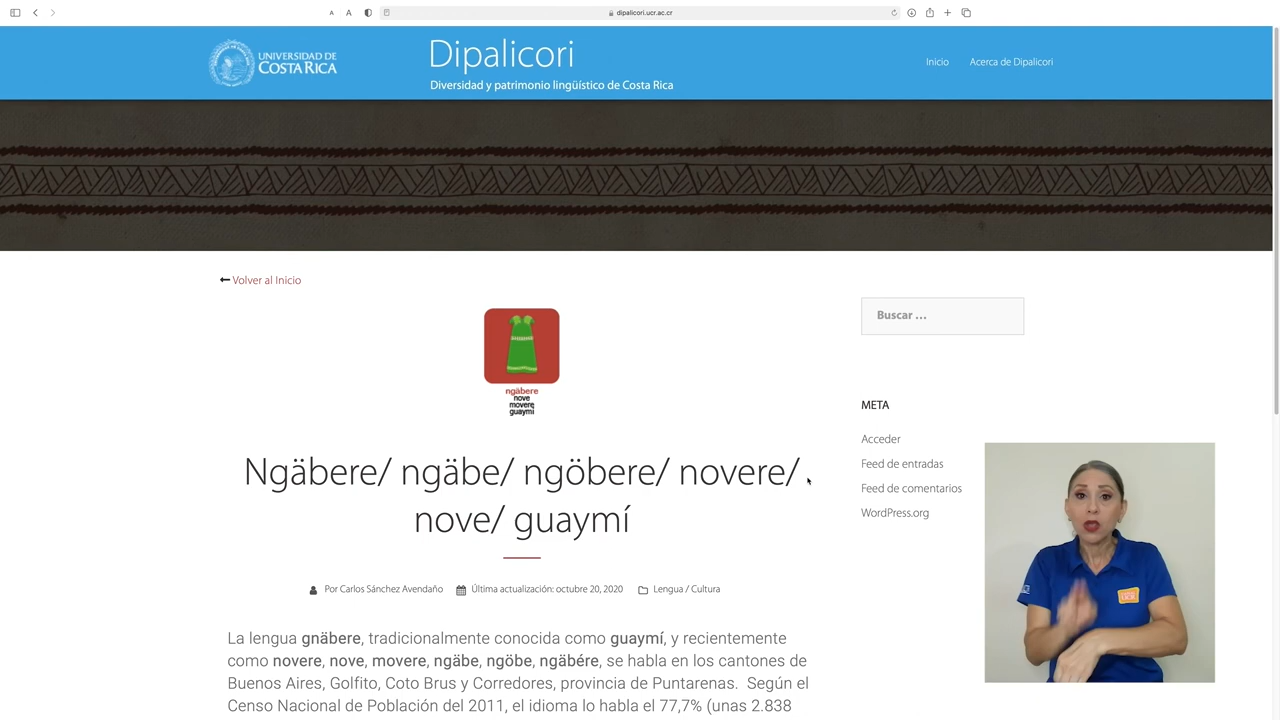 A A dipalicori.ucr.ac.cr
UNIVERSIDAD DE
COSTA RICA
Dipalicori
Diversidad y patrimonio lingüístico de Costa Rica
Inicio Acerca de Dipalicori
Volver al Inicio
Buscar …
ngäbere
nove
movere
guaymí
META
Acceder
Feed de entradas
Feed de comentarios
WordPress.org
Ngäbere/ ngäbe/ ngöbere/ novere/
nove/ guaymí
Por Carlos Sánchez Avendaño Última actualización: octubre 20, 2020 Lengua / Cultura
La lengua gnäbere, tradicionalmente conocida como guaymí, y recientemente
como novere, nove, movere, ngäbe, ngöbe, ngäbére, se habla en los cantones de
Buenos Aires, Golfito, Coto Brus y Corredores, provincia de Puntarenas. Según el
Censo Nacional de Población del 2011, el idioma lo habla el 77,7% (unas 2.838
UCR